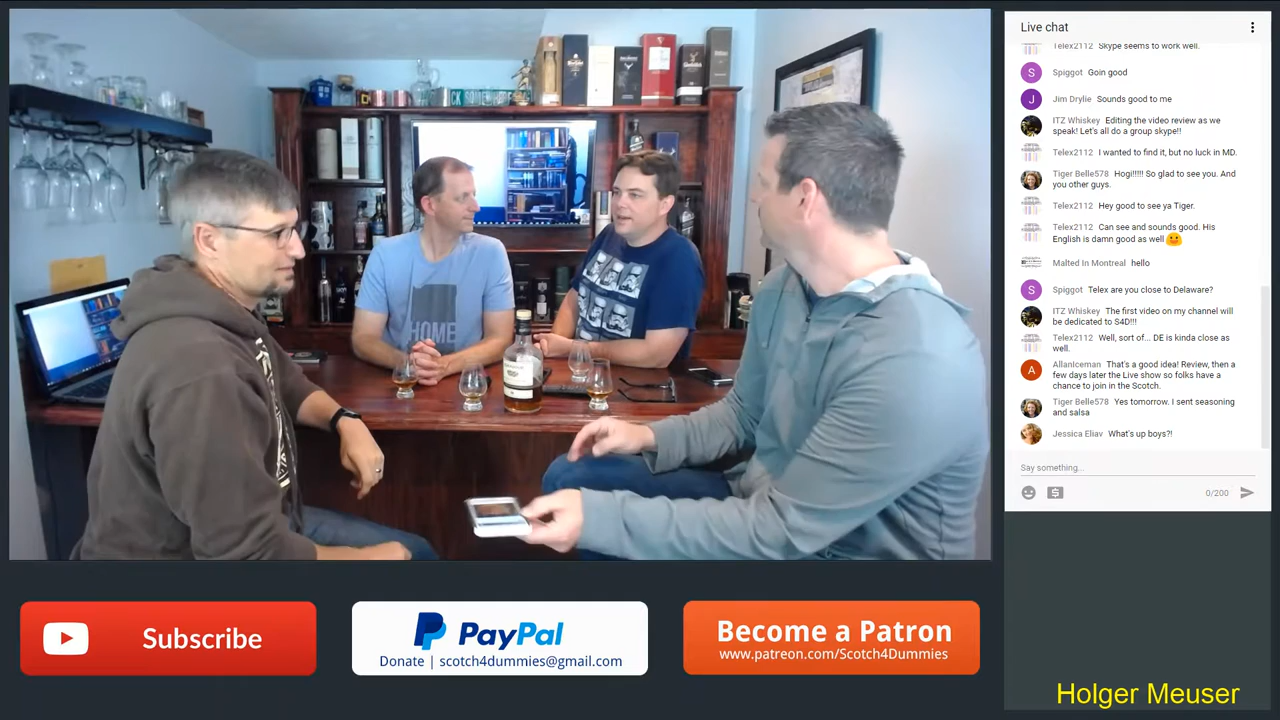 CK SCOTCH
HOME
Live chat
Telex2112 Skype seems to work well.
Spiggot Goin good
Jim Drylie Sounds good to me
ITZ Whiskey Editing the video review as we
speak! Let's all do a group skype!!
Telex2112 I wanted to find it, but no luck in MD.
Tiger Belle578 Hogi!!!!! So glad to see you. And
you other guys.
Telex2112 Hey good to see ya Tiger.
Telex2112 Can see and sounds good. His
English is damn good as well
Malted In Montreal hello
Spiggot Telex are you close to Delaware?
ITZ Whiskey The first video on my channel will
be dedicated to S4D!!!
Telex2112 Well, sort of... DE is kinda close as
well.
AllanIceman That's a good idea! Review, then a
few days later the Live show so folks have a
chance to join in the Scotch.
Tiger Belle578 Yes tomorrow. I sent seasoning
and salsa
Jessica Eliav What's up boys?!
Say something...
0/200
Subscribe
PayPal
Donate | scotch4dummies@gmail.com
Become a Patron
www.patreon.com/Scotch4Dummies
Holger Meuser